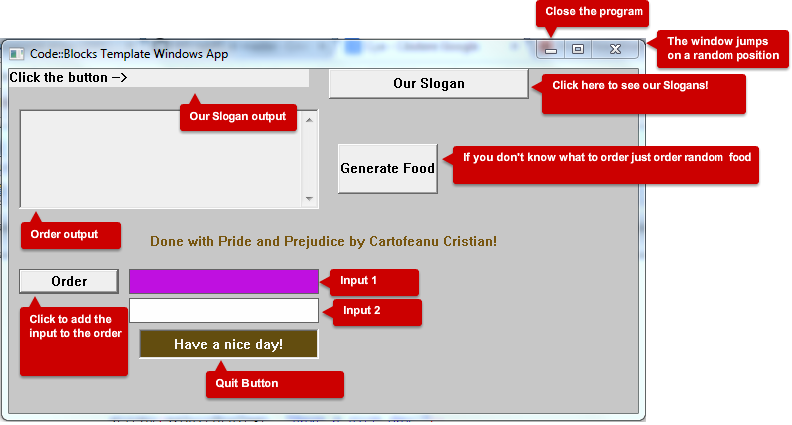 Close the program
Code::Blocks Template Windows App
The window jumps
on a random position
Click the button -->
Our Slogan
Click here to see our Slogans!
Our Slogan output
Generate Food
If you don't know what to order just order random food
Order output
Done with Pride and Prejudice by Cartofeanu Cristian!
Order
Input 1
Input 2
Click to add the
input to the order
Have a nice day!
Quit Button